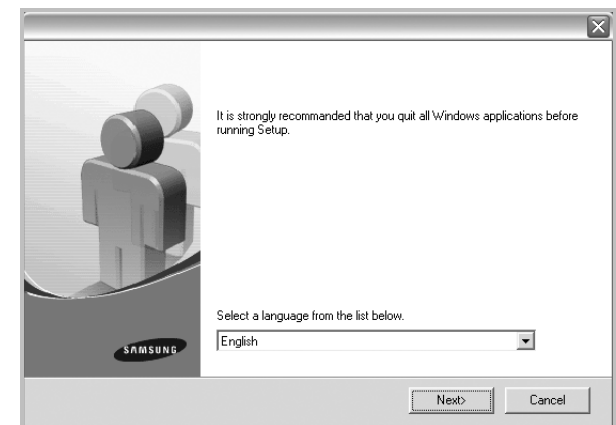 It is strongly recommanded that you quit all Windows applications before
running Setup.
Select a language from the list below.
English
SAMSUNG
Next>
Cancel